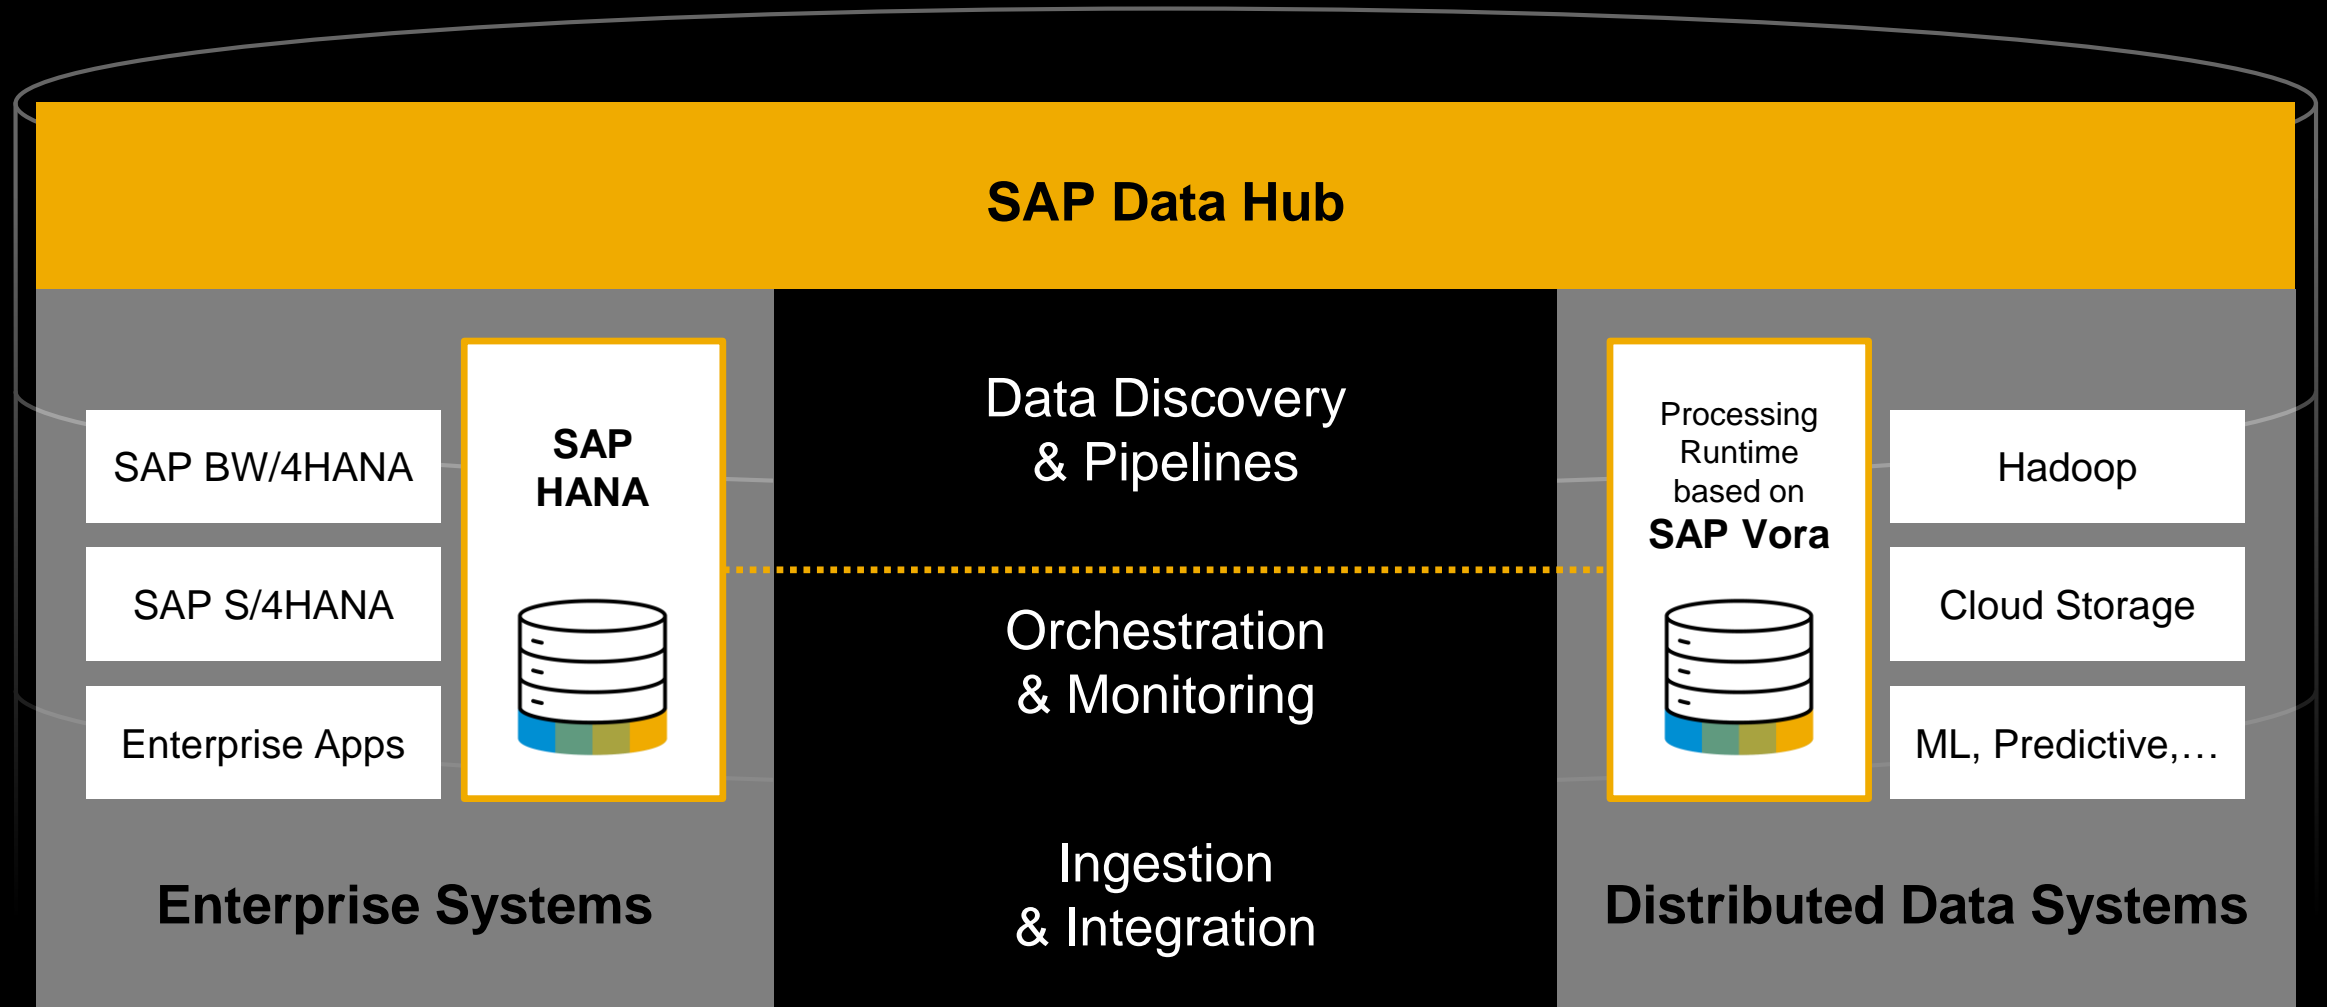 SAP Data Hub
SAP BW/4HANA
SAP S/4HANA
Enterprise Apps
SAP
HANA
Enterprise Systems
Data Discovery
& Pipelines
Orchestration
& Monitoring
Ingestion
& Integration
Processing
Runtime
based on
SAP Vora
Hadoop
Cloud Storage
ML, Predictive,…
Distributed Data Systems